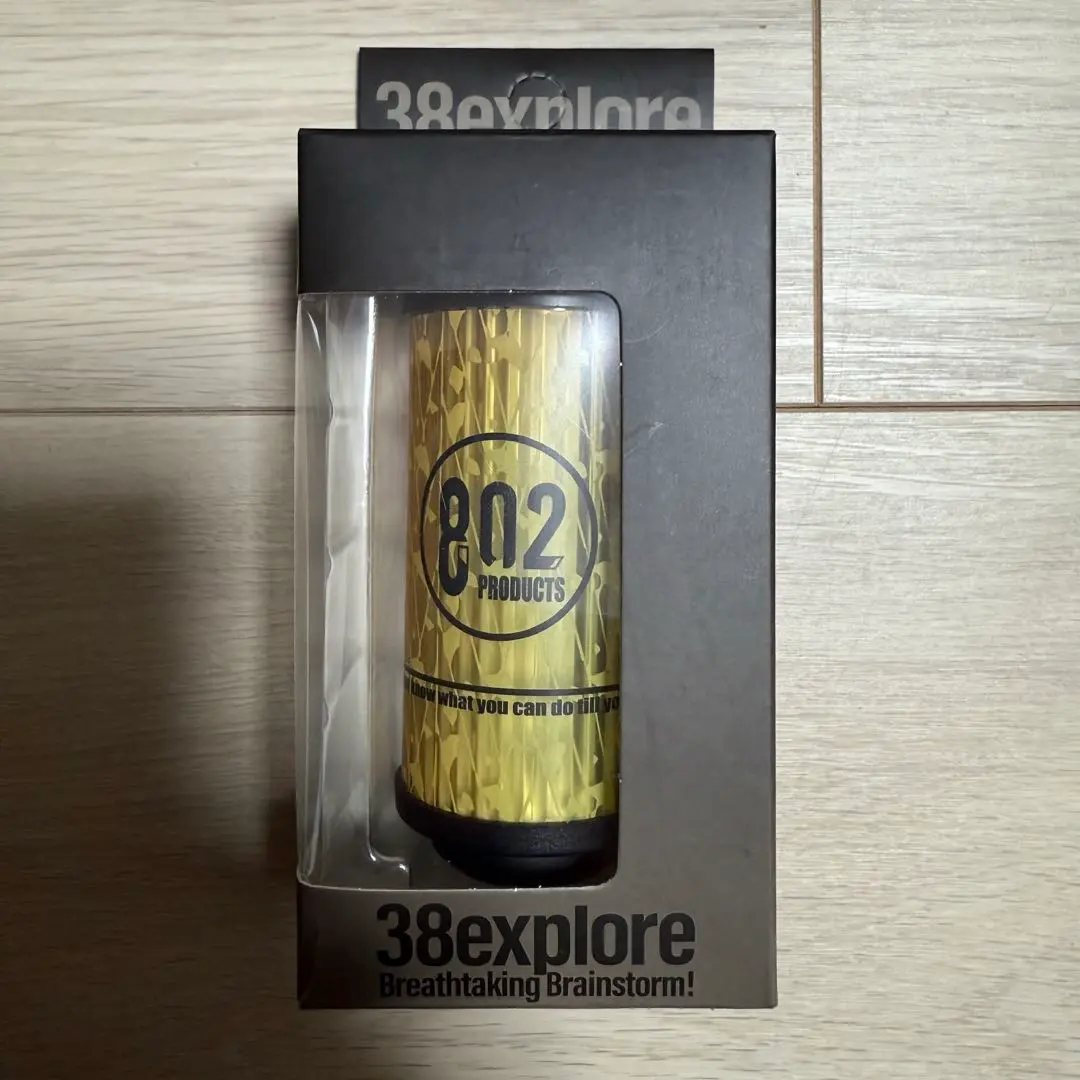 38explore
802
PRODUCTS
know what you can do till yo
38explore
Breathtaking Brainstorm!